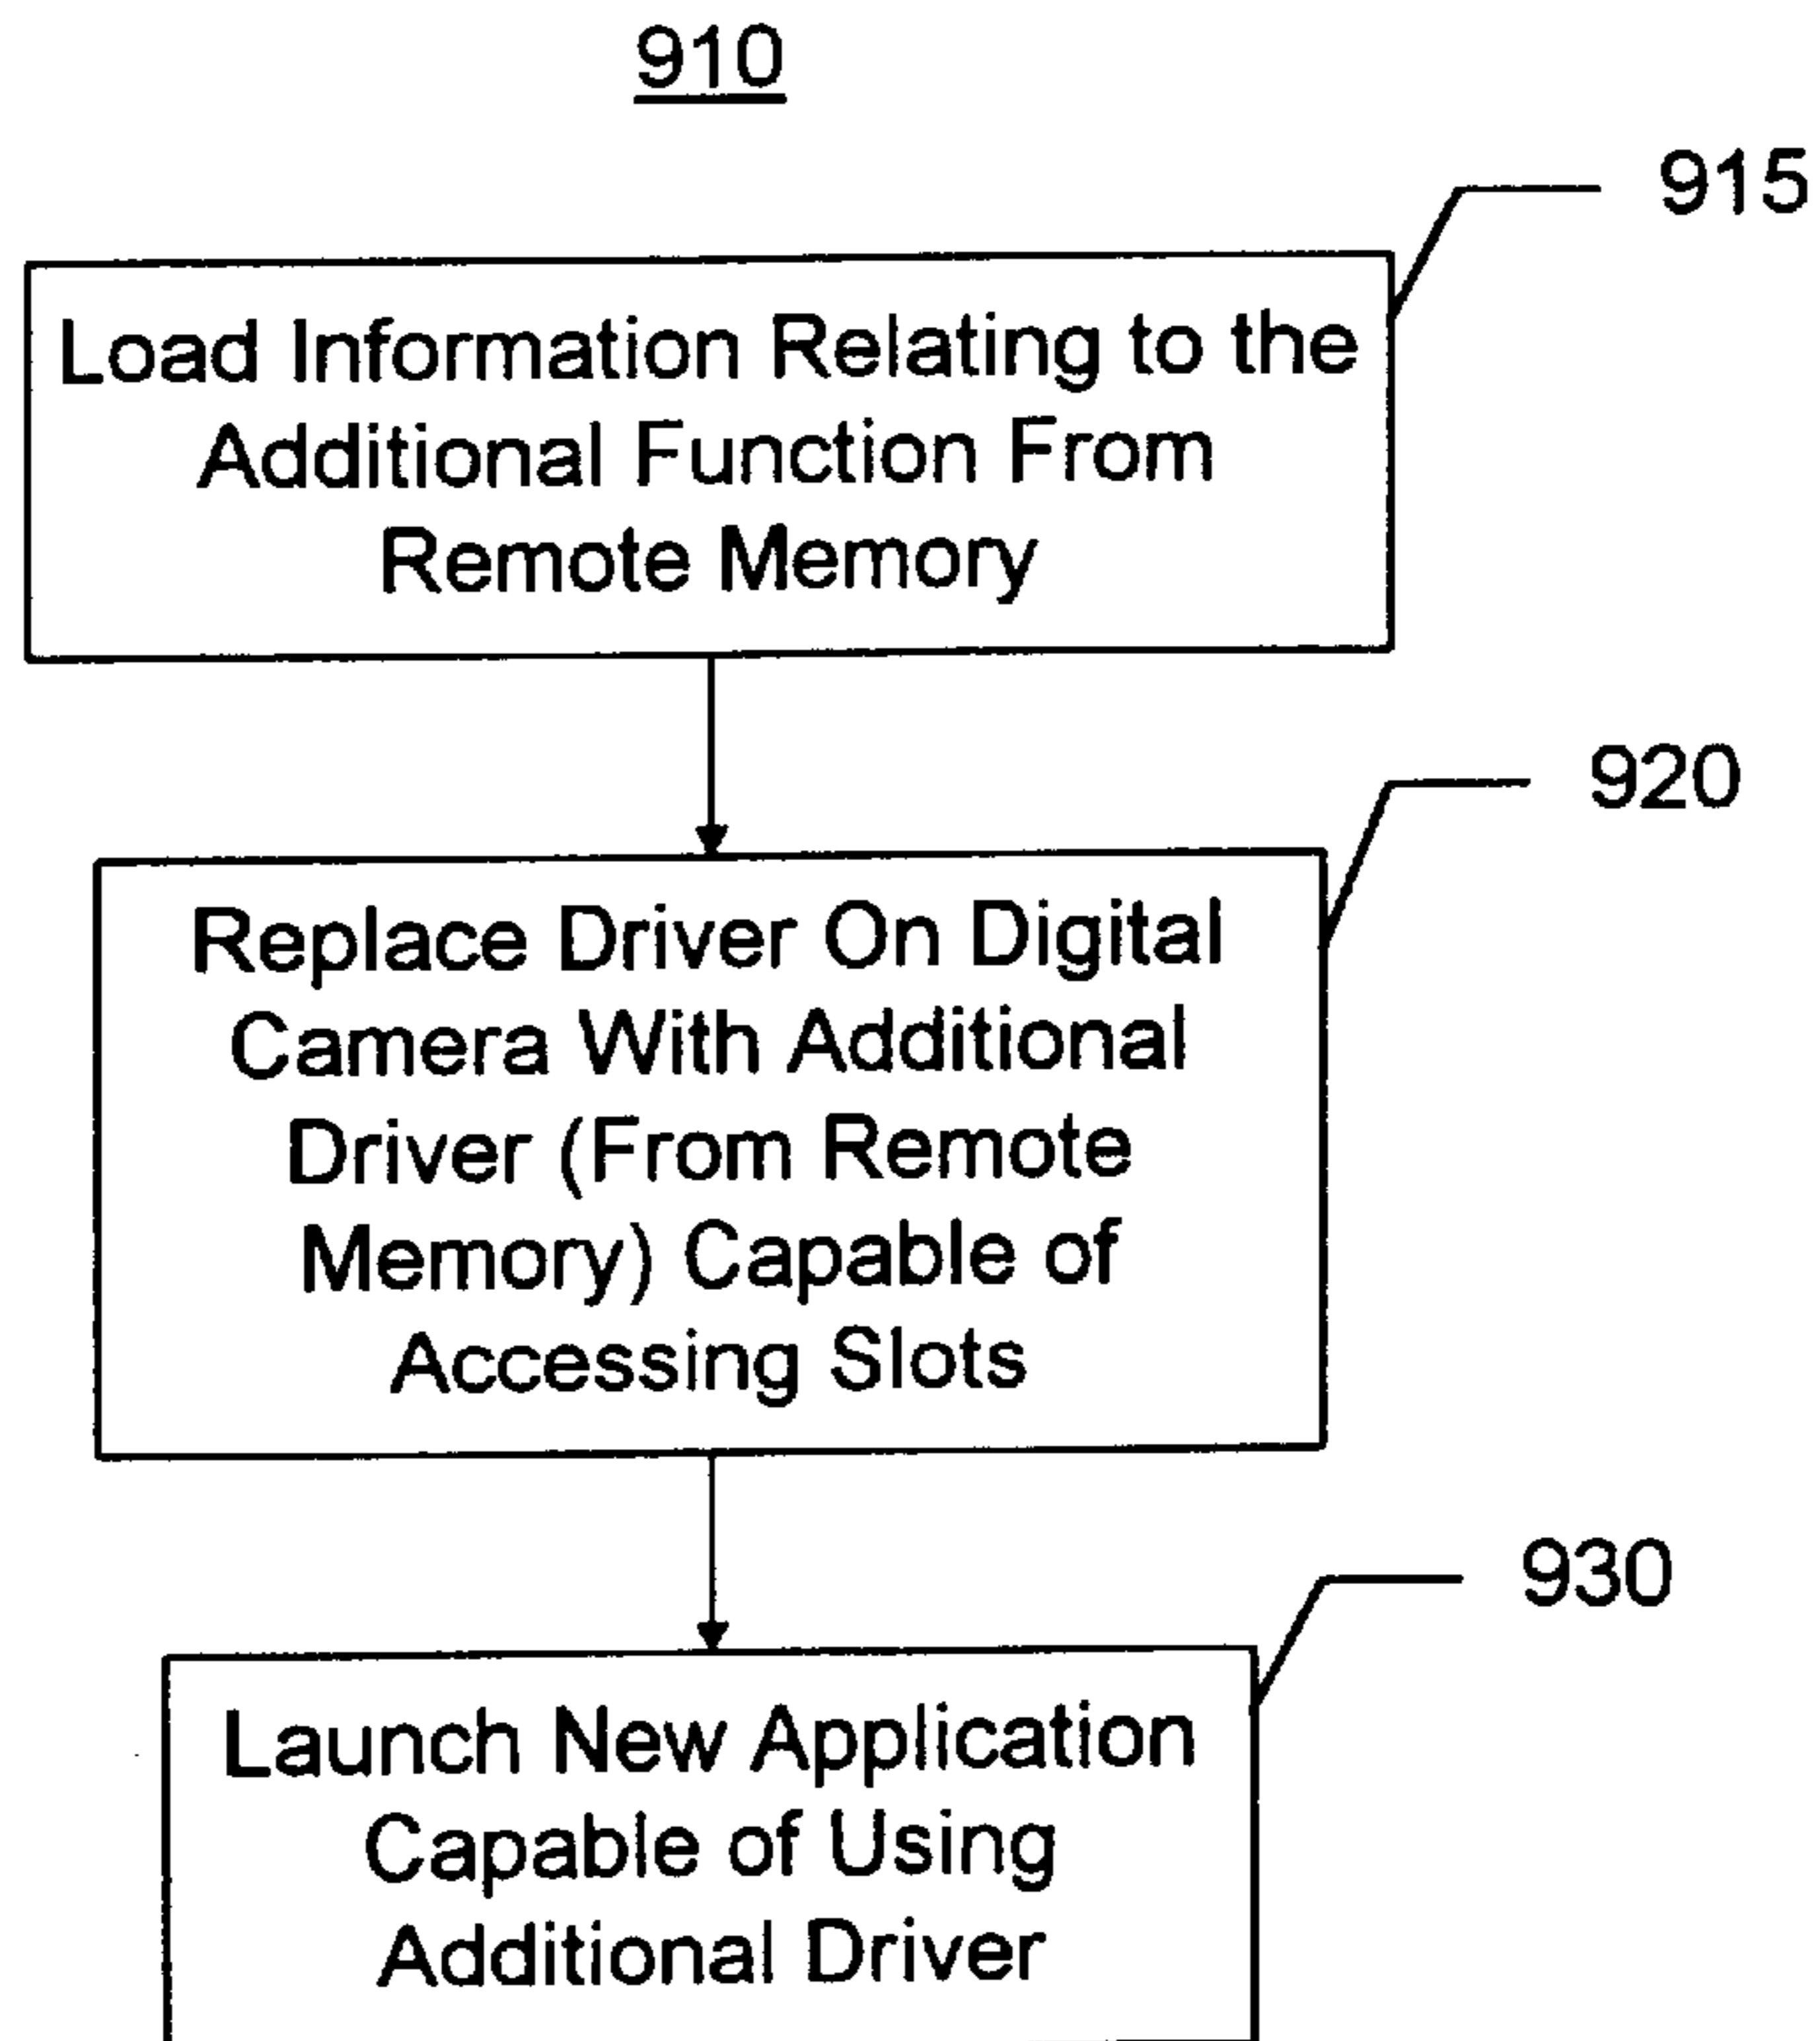 910
915
Load Information Relating to the
Additional Function From
Remote Memory
920
Replace Driver On Digital
Camera With Additional
Driver (From Remote
Memory) Capable of
Accessing Slots
930
Launch New Application
Capable of Using
Additional Driver